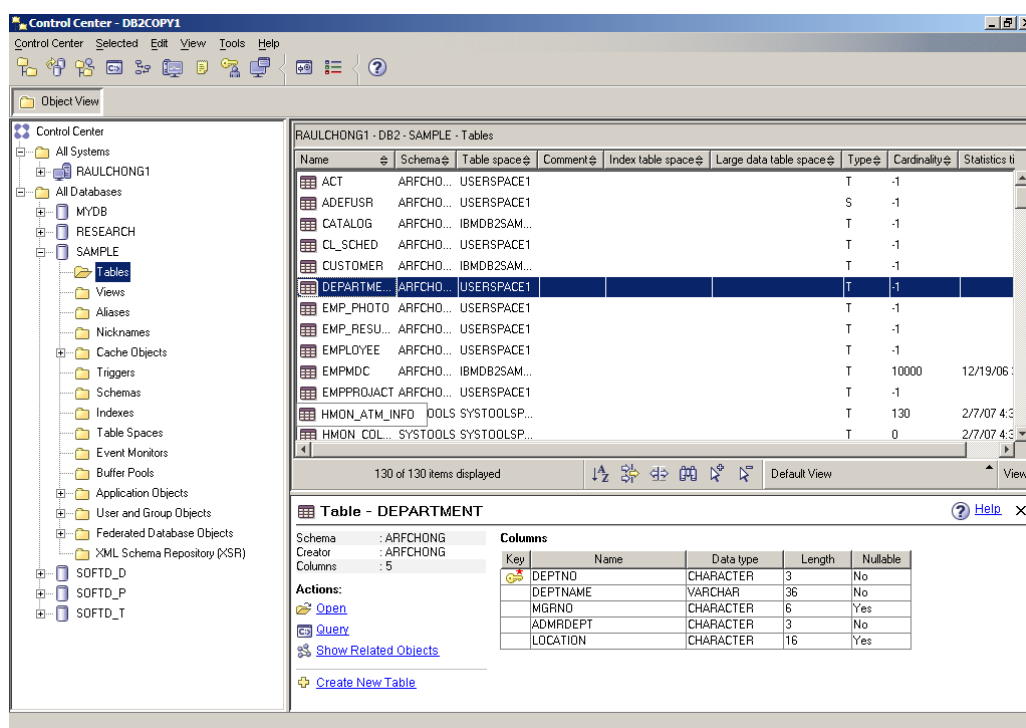 Control Center - DB2COPY1
Control Center Selected Edit View Tools Help
Object View
Control Center
All Systems
RAULCHONG1
All Databases
MYDB
RESEARCH
SAMPLE
Tables
Views
Aliases
Nicknames
Cache Objects
Triggers
Schemas
Indexes
Table Spaces
Event Monitors
Buffer Pools
Application Objects
User and Group Objects
Federated Database Objects
XML Schema Repository (XSR)
SOFTD_D
SOFTD_P
SOFTD_T
RAULCHONG1 - DB2 - SAMPLE - Tables
Name Schema Table space Comment Index table space Large data table space Type Cardinality Statistics ti
ACT ARFCHO... USERSPACE1 T -1
ADEFUSR ARFCHO... USERSPACE1 S -1
CATALOG ARFCHO... IBMDB2SAM... T -1
CL_SCHED ARFCHO... USERSPACE1 T -1
CUSTOMER ARFCHO... IBMDB2SAM... T -1
DEPARTME... ARFCHO... USERSPACE1 T -1
EMP_PHOTO ARFCHO... USERSPACE1 T -1
EMP_RESU... ARFCHO... USERSPACE1 T -1
EMPLOYEE ARFCHO... USERSPACE1 T -1
EMPMDC ARFCHO... IBMDB2SAM... T 10000 12/19/06
EMPPROJACT ARFCHO... USERSPACE1 T -1
HMON_ATM_INFO OOLS SYSTOOLSP... T 130 2/7/07 4:3
HMON_COL... SYSTOOLS SYSTOOLSP... T 0 2/7/07 4:3
130 of 130 items displayed Default View View
Table - DEPARTMENT Help
Schema : ARFCHONG
Creator : ARFCHONG
Columns : 5
Actions:
Open
Query
Show Related Objects
Create New Table
Columns
Key Name Data type Length Nullable
DEPTNO CHARACTER 3 No
DEPTNAME VARCHAR 36 No
MGRNO CHARACTER 6 Yes
ADMRDEPT CHARACTER 3 No
LOCATION CHARACTER 16 Yes